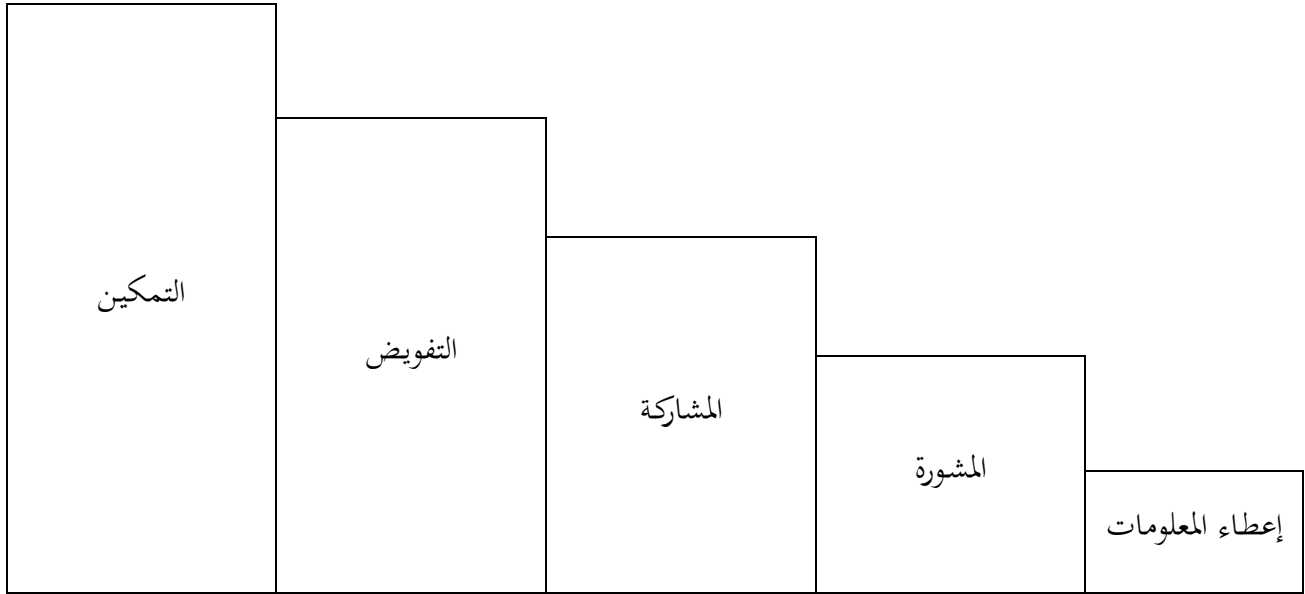 التمكين
التفويض
المشاركة
المشورة
إعطاء المعلومات